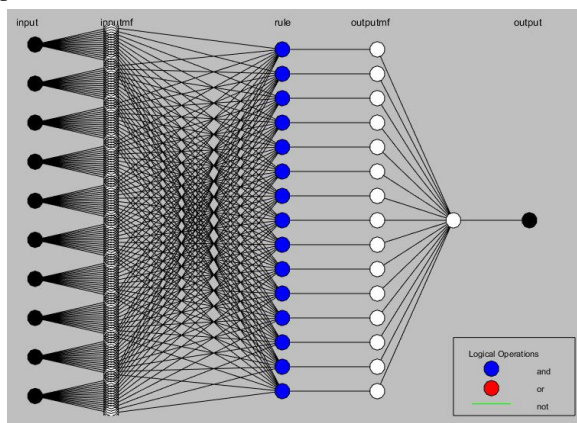 input inputmf rule outputmf output
Logical Operations
and
or
not